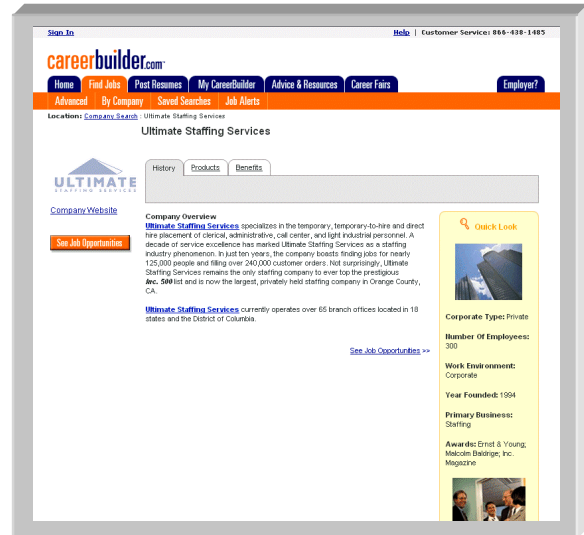 Sign In
Help | Customer Service: 866-438-1485
careerbuilder.com
Home Find Jobs Post Resumes My CareerBuilder Advice & Resources Career Fairs Employer?
Advanced By Company Saved Searches Job Alerts
Location: Company Search : Ultimate Staffing Services
Ultimate Staffing Services
History Products Benefits
ULTIMATE
STAFFING SERVICES
Company Website
See Job Opportunities
Company Overview
Ultimate Staffing Services specializes in the temporary, temporary-to-hire and direct
hire placement of clerical, administrative, call center, and light industrial personnel. A
decade of service excellence has marked Ultimate Staffing Services as a staffing
industry phenomenon. In just ten years, the company boasts finding jobs for nearly
125,000 people and filling over 240,000 customer orders. Not surprisingly, Ultimate
Staffing Services remains the only staffing company to ever top the prestigious
Inc. 500 list and is now the largest, privately held staffing company in Orange County,
CA.
Ultimate Staffing Services currently operates over 65 branch offices located in 18
states and the District of Columbia.
See Job Opportunities >>
Quick Look
Corporate Type: Private
Number Of Employees:
300
Work Environment:
Corporate
Year Founded: 1994
Primary Business:
Staffing
Awards: Ernst & Young;
Malcolm Baldrige; Inc.
Magazine